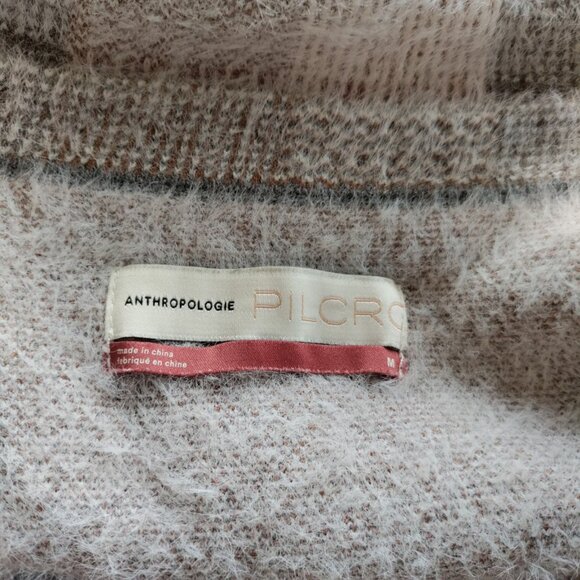 ANTHROPOLOGIE PILCRO
made in china
fabriqué en chine
M